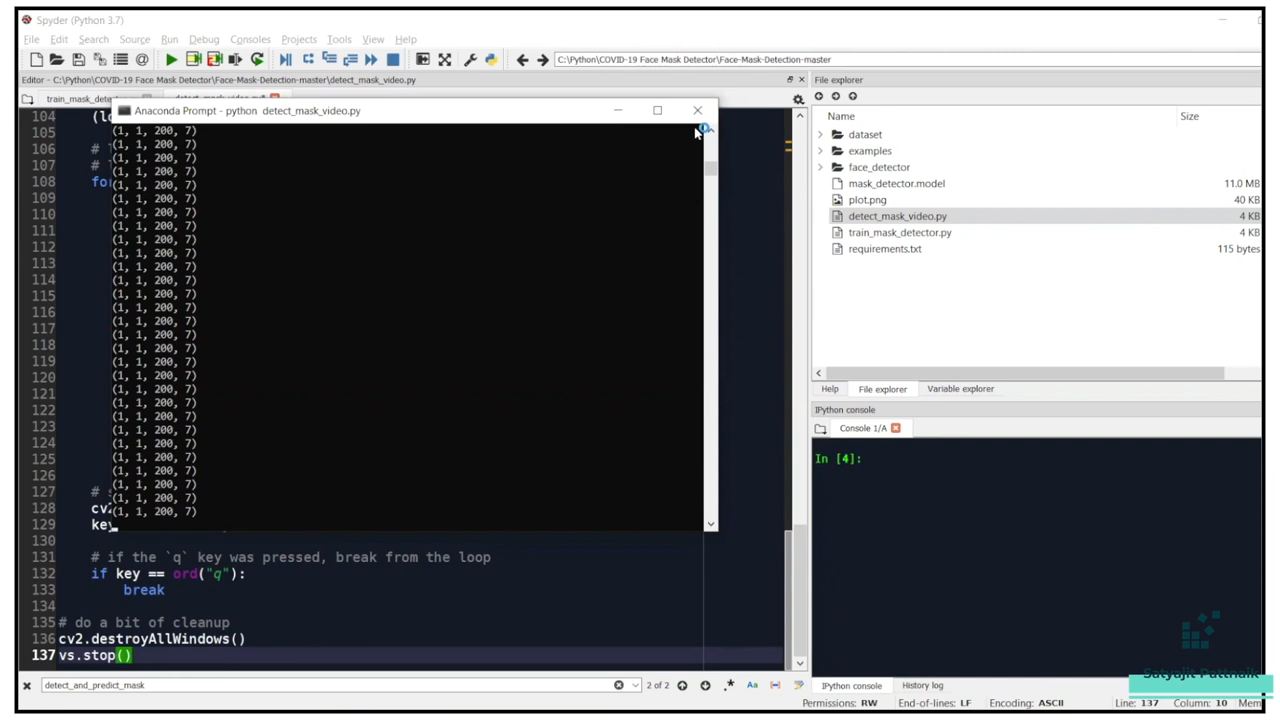 Spyder (Python 3.7)
File Edit Search Source Run Debug Consoles Projects Tools View Help
C:\Python\COVID-19 Face Mask Detector\Face-Mask-Detection-master
Editor - C:\Python\COVID-19 Face Mask Detector\Face-Mask-Detection-master\detect_mask_video.py
File explorer
Anaconda Prompt - python detect_mask_video.py
Name Size
dataset
examples
face_detector
mask_detector.model 11.0 MB
plot.png 40 KB
detect_mask_video.py 4 KB
train_mask_detector.py 4 KB
requirements.txt 115 bytes
104
105 (1, 1, 200, 7)
(1, 1, 200, 7)
106 # (1, 1, 200, 7)
107 # (1, 1, 200, 7)
108 for (1, 1, 200, 7)
109 (1, 1, 200, 7)
110 (1, 1, 200, 7)
(1, 1, 200, 7)
111 (1, 1, 200, 7)
112 (1, 1, 200, 7)
113 (1, 1, 200, 7)
114 (1, 1, 200, 7)
115 (1, 1, 200, 7)
116 (1, 1, 200, 7)
(1, 1, 200, 7)
117 (1, 1, 200, 7)
118 (1, 1, 200, 7)
119 (1, 1, 200, 7)
120 (1, 1, 200, 7)
121 (1, 1, 200, 7)
(1, 1, 200, 7)
122 (1, 1, 200, 7)
123 (1, 1, 200, 7)
124 (1, 1, 200, 7)
125 (1, 1, 200, 7)
126 (1, 1, 200, 7)
127 # (1, 1, 200, 7)
(1, 1, 200, 7)
128 cv2 (1, 1, 200, 7)
129 key
130
131 # if the `q` key was pressed, break from the loop
132 if key == ord("q"):
133 break
134
135 # do a bit of cleanup
136 cv2.destroyAllWindows()
137 vs.stop()
Help File explorer Variable explorer
IPython console
Console 1/A
In [4]:
Satyajit Pattnaik
detect_and_predict_mask 2 of 2 Aa
IPython console History log
Permissions: RW End-of-lines: LF Encoding: ASCII Line: 137 Column: 10 Mem